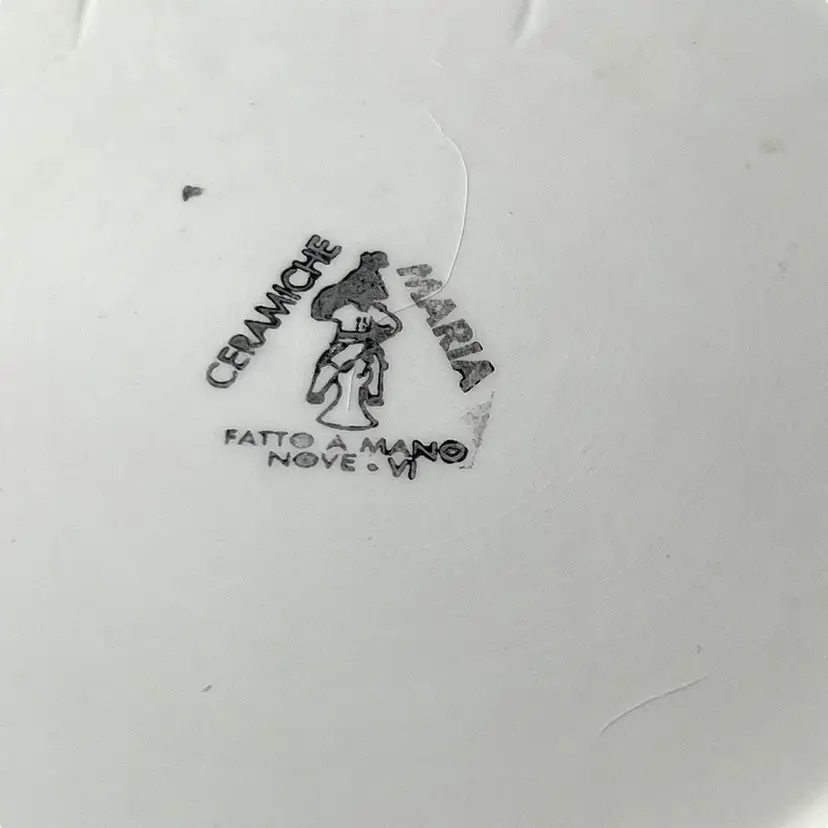 CERAMICHE
MARIA
FATTO A MANO
NOVE • VI